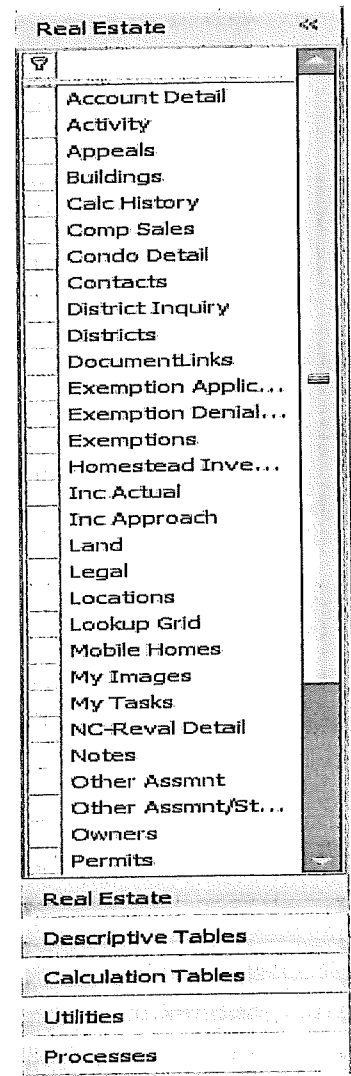 Real Estate <<
Account Detail
Activity
Appeals
Buildings
Calc History
Comp Sales
Condo Detail
Contacts
District Inquiry
Districts
DocumentLinks
Exemption Applic...
Exemption Denial...
Exemptions
Homestead Inve...
Inc Actual
Inc Approach
Land
Legal
Locations
Lookup Grid
Mobile Homes
My Images
My Tasks
NC-Reval Detail
Notes
Other Assmnt
Other Assmnt/St...
Owners
Permits
Real Estate
Descriptive Tables
Calculation Tables
Utilities
Processes